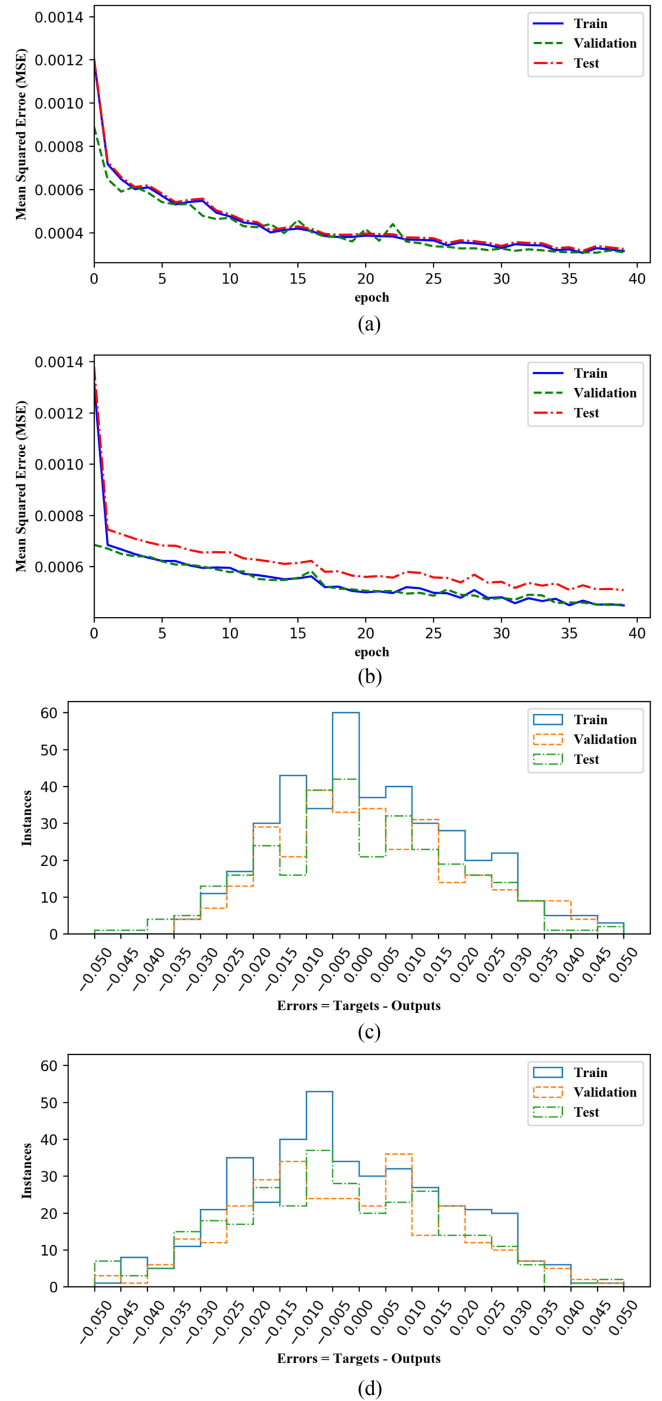 0.0014
0.0012
0.0010
0.0008
0.0006
0.0004
Mean Squared Erroe (MSE)
Train
Validation
Test
0 5 10 15 20 25 30 35 40
epoch
(a)
0.0014
0.0012
0.0010
0.0008
0.0006
Mean Squared Erroe (MSE)
Train
Validation
Test
0 5 10 15 20 25 30 35 40
epoch
(b)
60
50
40
30
20
10
0
Instances
Train
Validation
Test
−0.050 −0.045 −0.040 −0.035 −0.030 −0.025 −0.020 −0.015 −0.010 −0.005 0.000 0.005 0.010 0.015 0.020 0.025 0.030 0.035 0.040 0.045 0.050
Errors = Targets - Outputs
(c)
60
50
40
30
20
10
0
Instances
Train
Validation
Test
−0.050 −0.045 −0.040 −0.035 −0.030 −0.025 −0.020 −0.015 −0.010 −0.005 0.000 0.005 0.010 0.015 0.020 0.025 0.030 0.035 0.040 0.045 0.050
Errors = Targets - Outputs
(d)